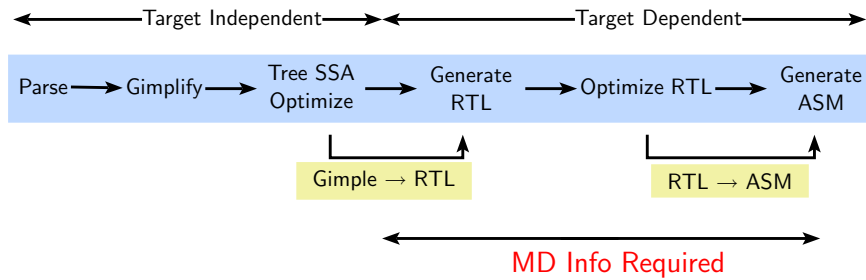 Target Independent
Target Dependent
Parse
Gimplify
Tree SSA
Optimize
Generate
RTL
Optimize RTL
Generate
ASM
Gimple → RTL
RTL → ASM
MD Info Required